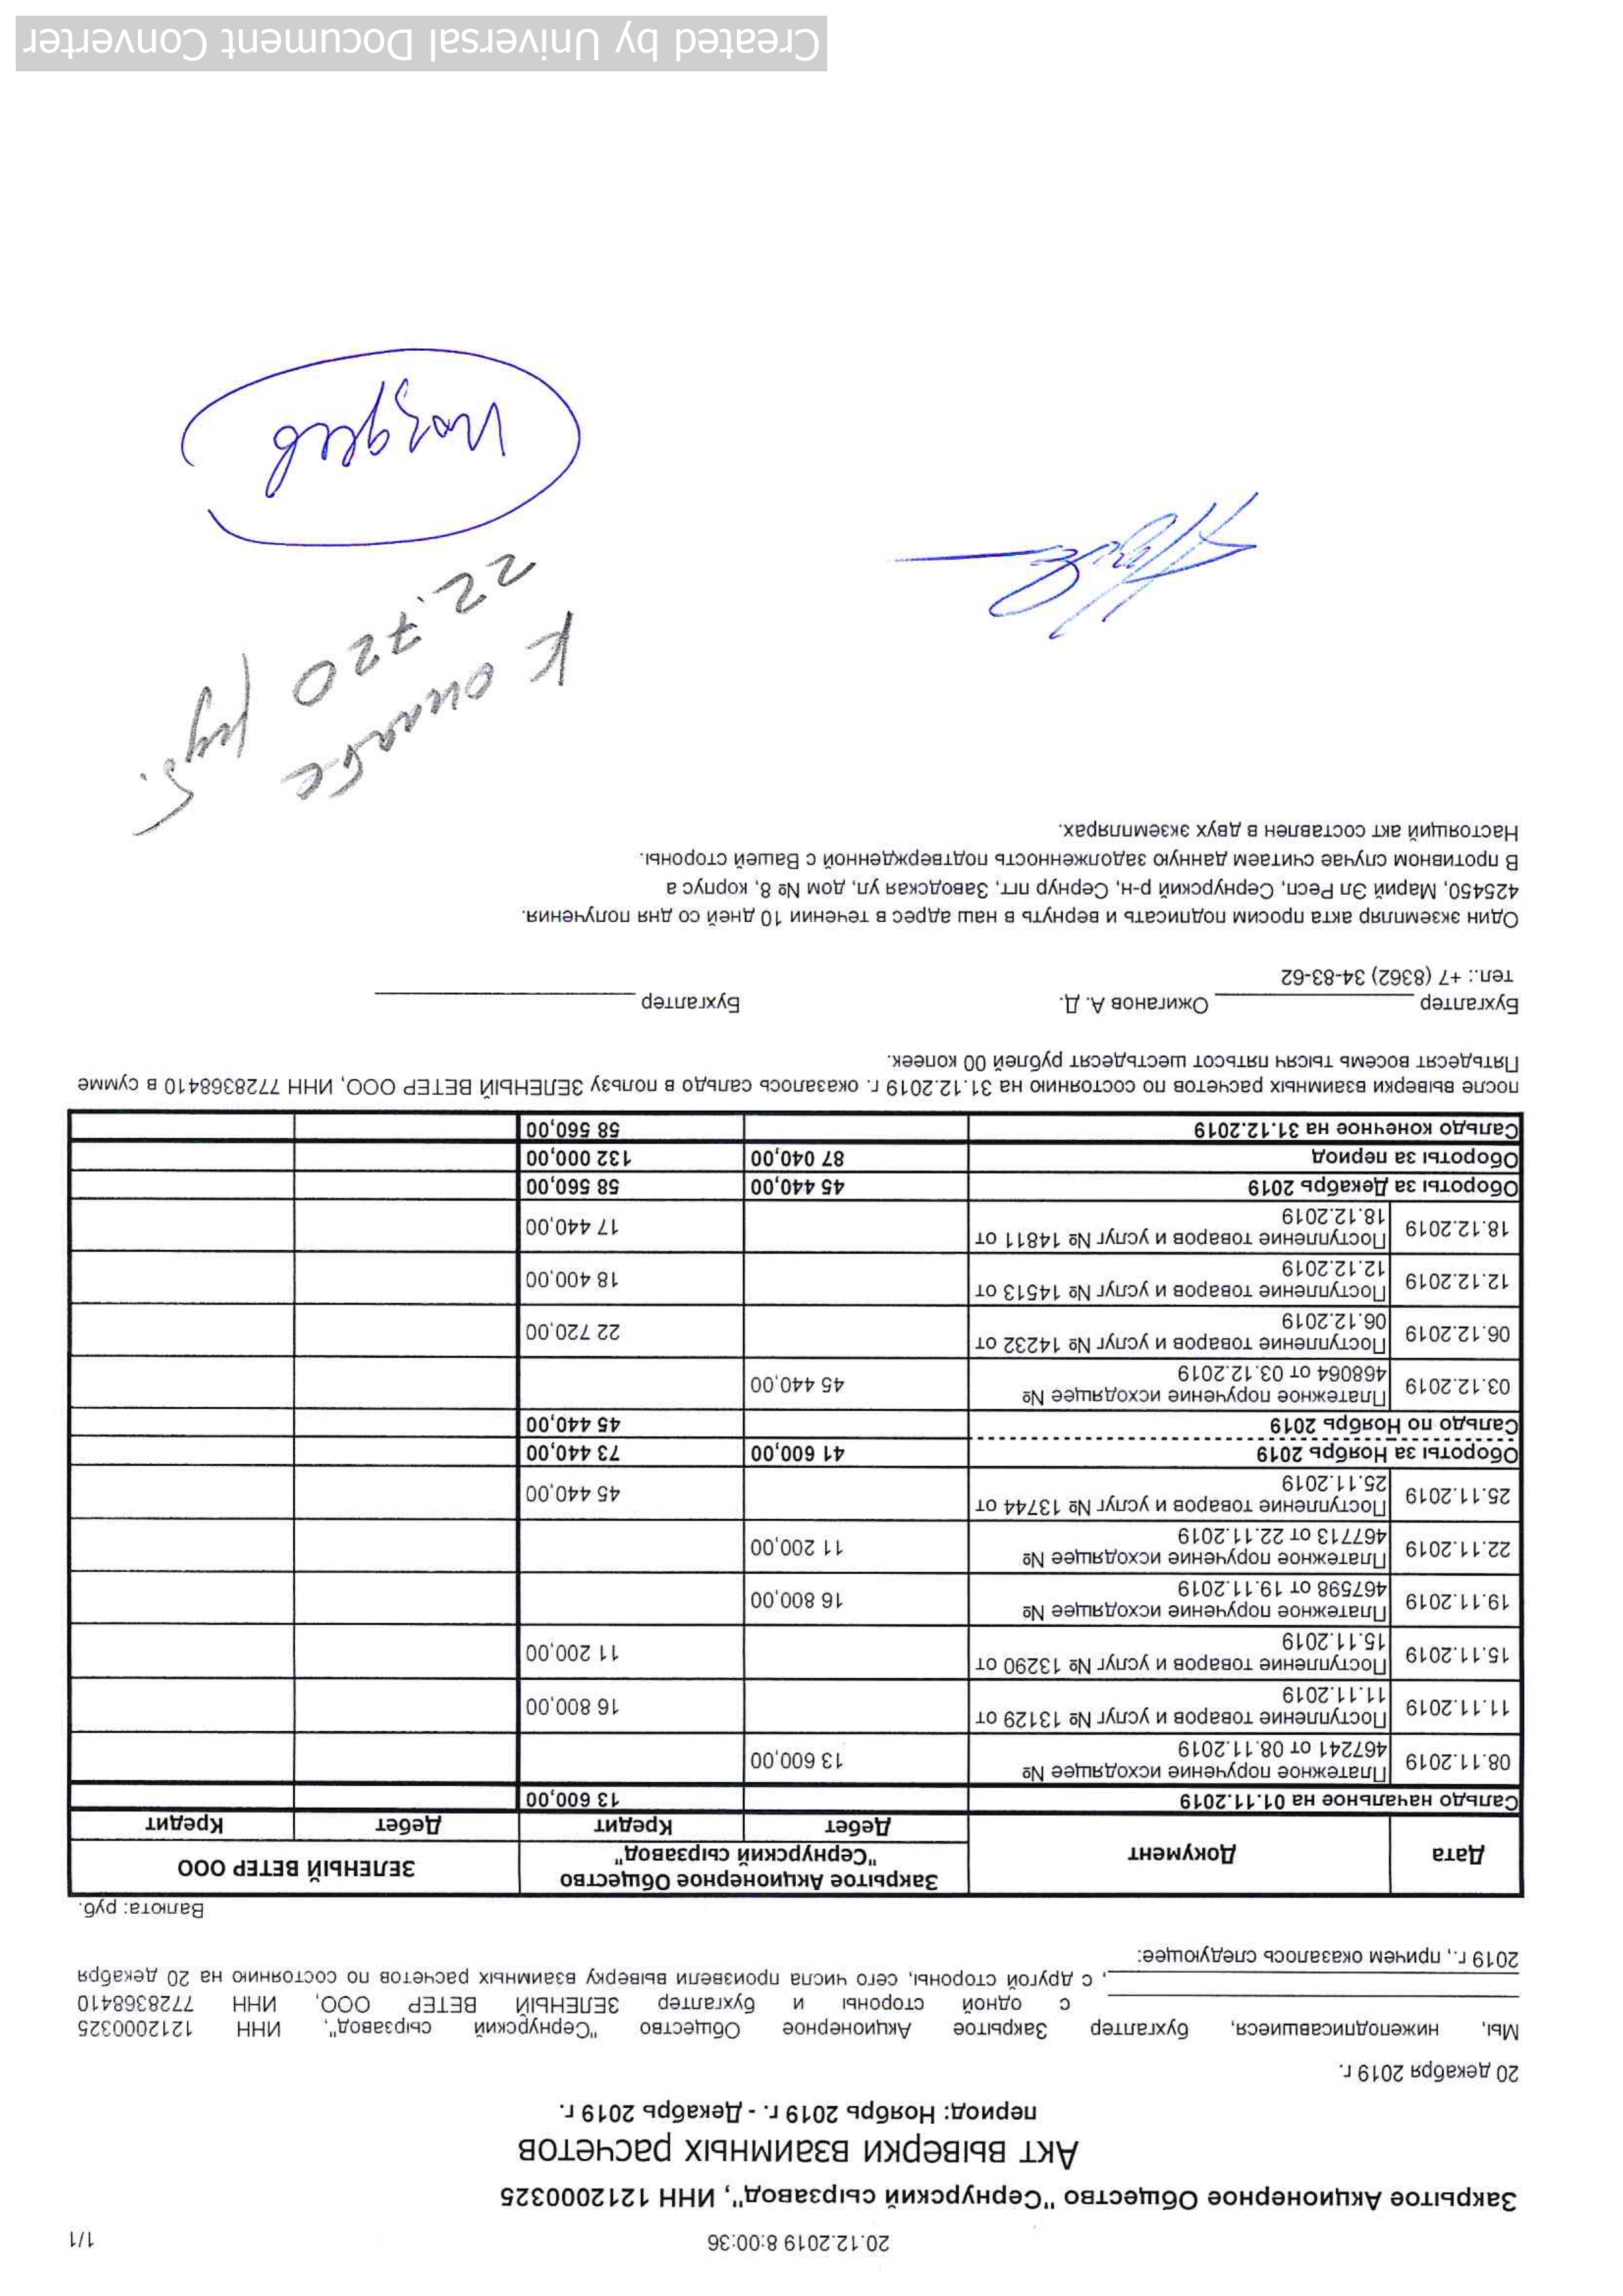 20.12.2019 8:00:36
1/1
Закрытое Акционерное Общество "Сернурский сырзавод", ИНН 1212000325
Акт выверки взаимных расчетов
период: Ноябрь 2019 г. - Декабрь 2019 г.
20 декабря 2019 г.
Мы, нижеподписавшиеся, бухгалтер Закрытое Акционерное Общество "Сернурский сырзавод", ИНН 1212000325
с одной стороны и бухгалтер ЗЕЛЕНЫЙ ВЕТЕР ООО, ИНН 7728368410
, с другой стороны, сего числа произвели выверку взаимных расчетов по состоянию на 20 декабря
2019 г., причем оказалось следующее:
Валюта: руб.
Дата Документ Закрытое Акционерное Общество "Сернурский сырзавод" ЗЕЛЕНЫЙ ВЕТЕР ООО
Дебет Кредит Дебет Кредит
Сальдо начальное на 01.11.2019 13 600,00
08.11.2019 Платежное поручение исходящее № 13 600,00
467241 от 08.11.2019
11.11.2019 Поступление товаров и услуг № 13129 от 16 800,00
11.11.2019
15.11.2019 Поступление товаров и услуг № 13290 от 11 200,00
15.11.2019
19.11.2019 Платежное поручение исходящее № 16 800,00
467598 от 19.11.2019
22.11.2019 Платежное поручение исходящее № 11 200,00
467713 от 22.11.2019
25.11.2019 Поступление товаров и услуг № 13744 от 45 440,00
25.11.2019
Обороты за Ноябрь 2019 41 600,00 73 440,00
Сальдо по Ноябрь 2019 45 440,00
03.12.2019 Платежное поручение исходящее № 45 440,00
468064 от 03.12.2019
06.12.2019 Поступление товаров и услуг № 14232 от 22 720,00
06.12.2019
12.12.2019 Поступление товаров и услуг № 14513 от 18 400,00
12.12.2019
18.12.2019 Поступление товаров и услуг № 14811 от 17 440,00
18.12.2019
Обороты за Декабрь 2019 45 440,00 58 560,00
Обороты за период 87 040,00 132 000,00
Сальдо конечное на 31.12.2019 58 560,00
после выверки взаимных расчетов по состоянию на 31.12.2019 г. оказалось сальдо в пользу ЗЕЛЕНЫЙ ВЕТЕР ООО, ИНН 7728368410 в сумме
Пятьдесят восемь тысяч пятьсот шестьдесят рублей 00 копеек.
Бухгалтер Ожиганов А. Д. Бухгалтер
тел.: +7 (8362) 34-83-62
Один экземпляр акта просим подписать и вернуть в наш адрес в течении 10 дней со дня получения.
425450, Марий Эл Респ, Сернурский р-н, Сернур пгт, Заводская ул, дом № 8, корпус а
В противном случае считаем данную задолженность подтвержденной с Вашей стороны.
Настоящий акт составлен в двух экземплярах.
К оплате
22.720 руб.
Created by Universal Document Converter